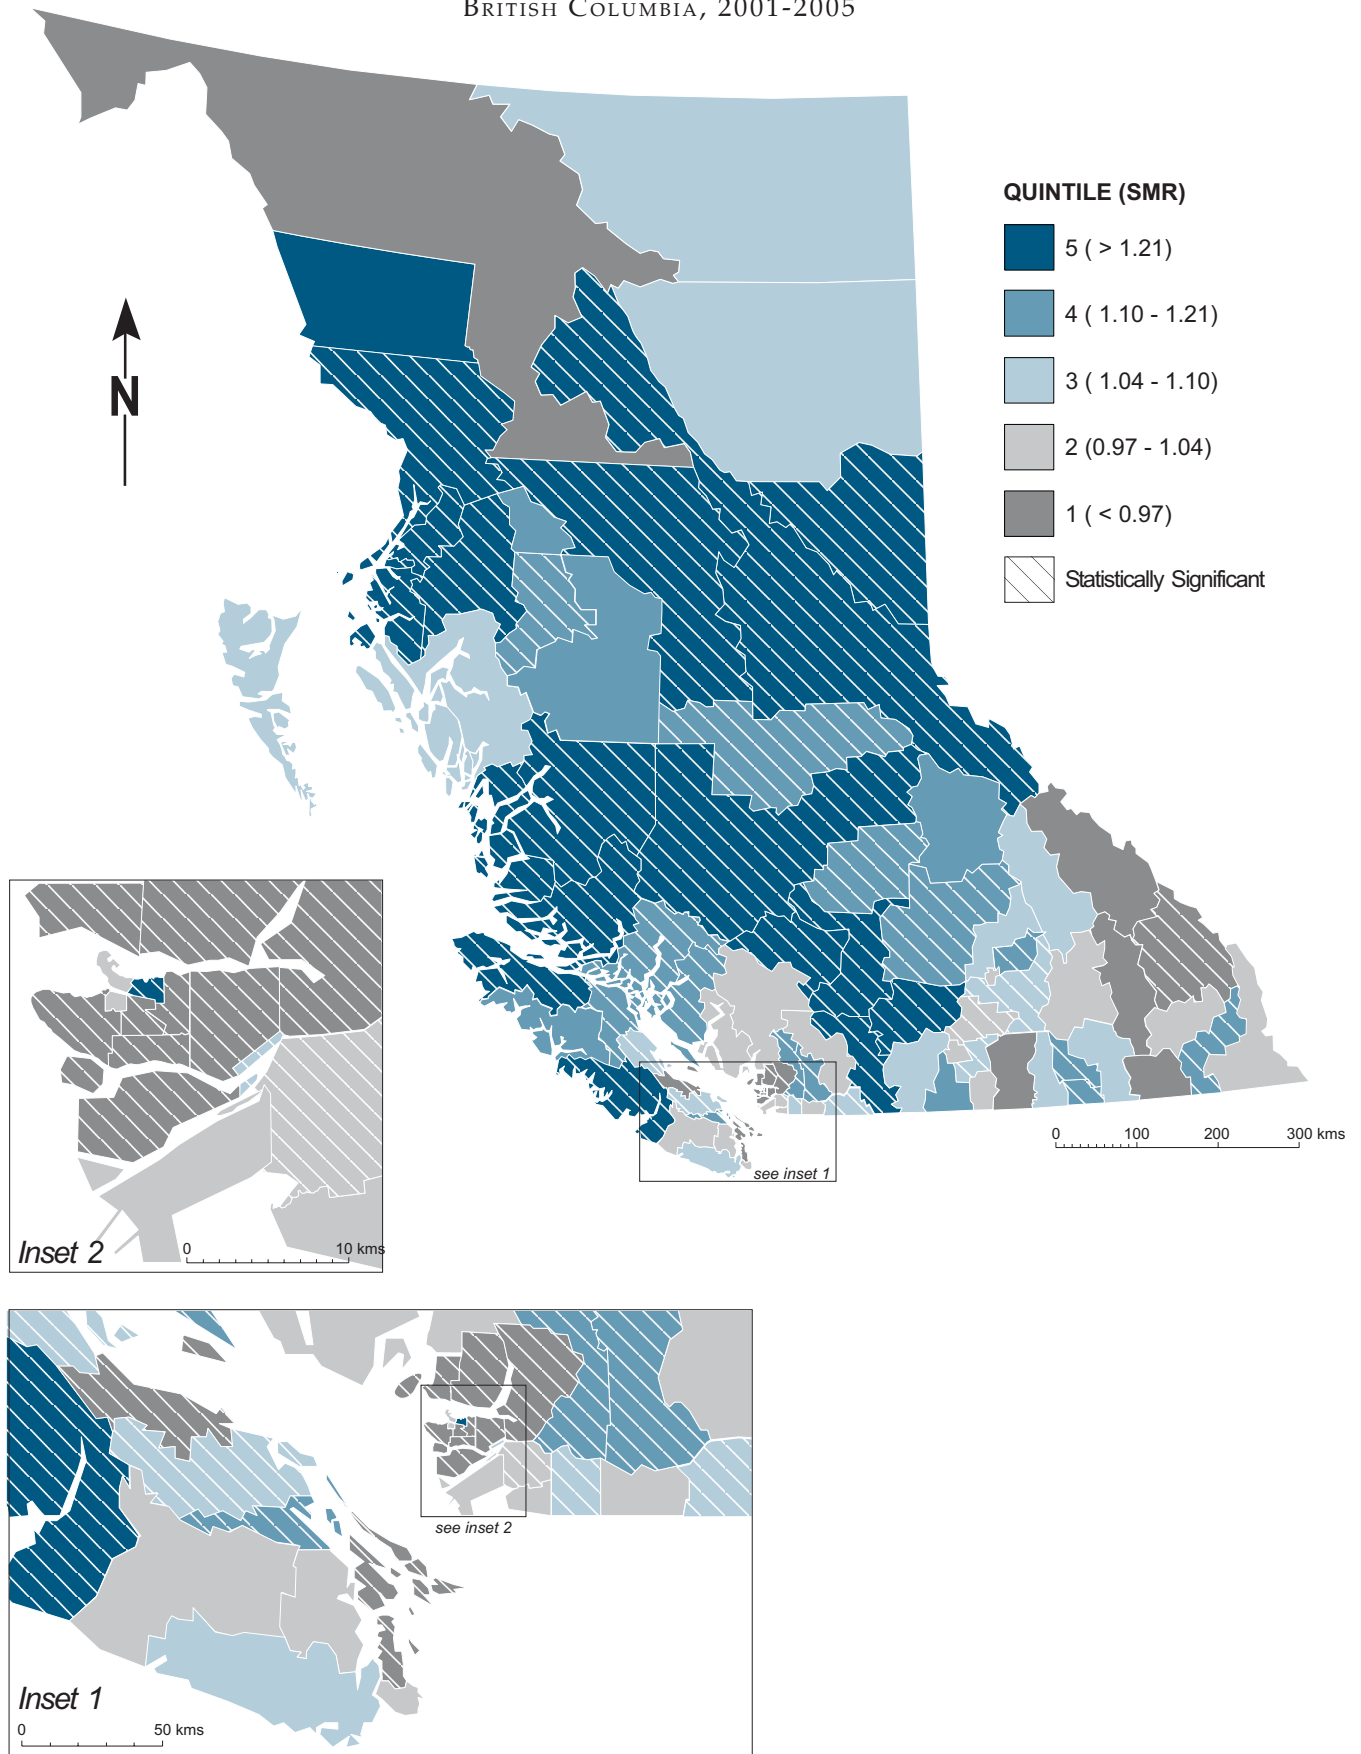 BRITISH COLUMBIA, 2001-2005
QUINTILE (SMR)
5 ( > 1.21)
4 ( 1.10 - 1.21)
3 ( 1.04 - 1.10)
2 (0.97 - 1.04)
1 ( < 0.97)
Statistically Significant
N
0 100 200 300 kms
see inset 1
Inset 2
0 10 kms
see inset 2
Inset 1
0 50 kms